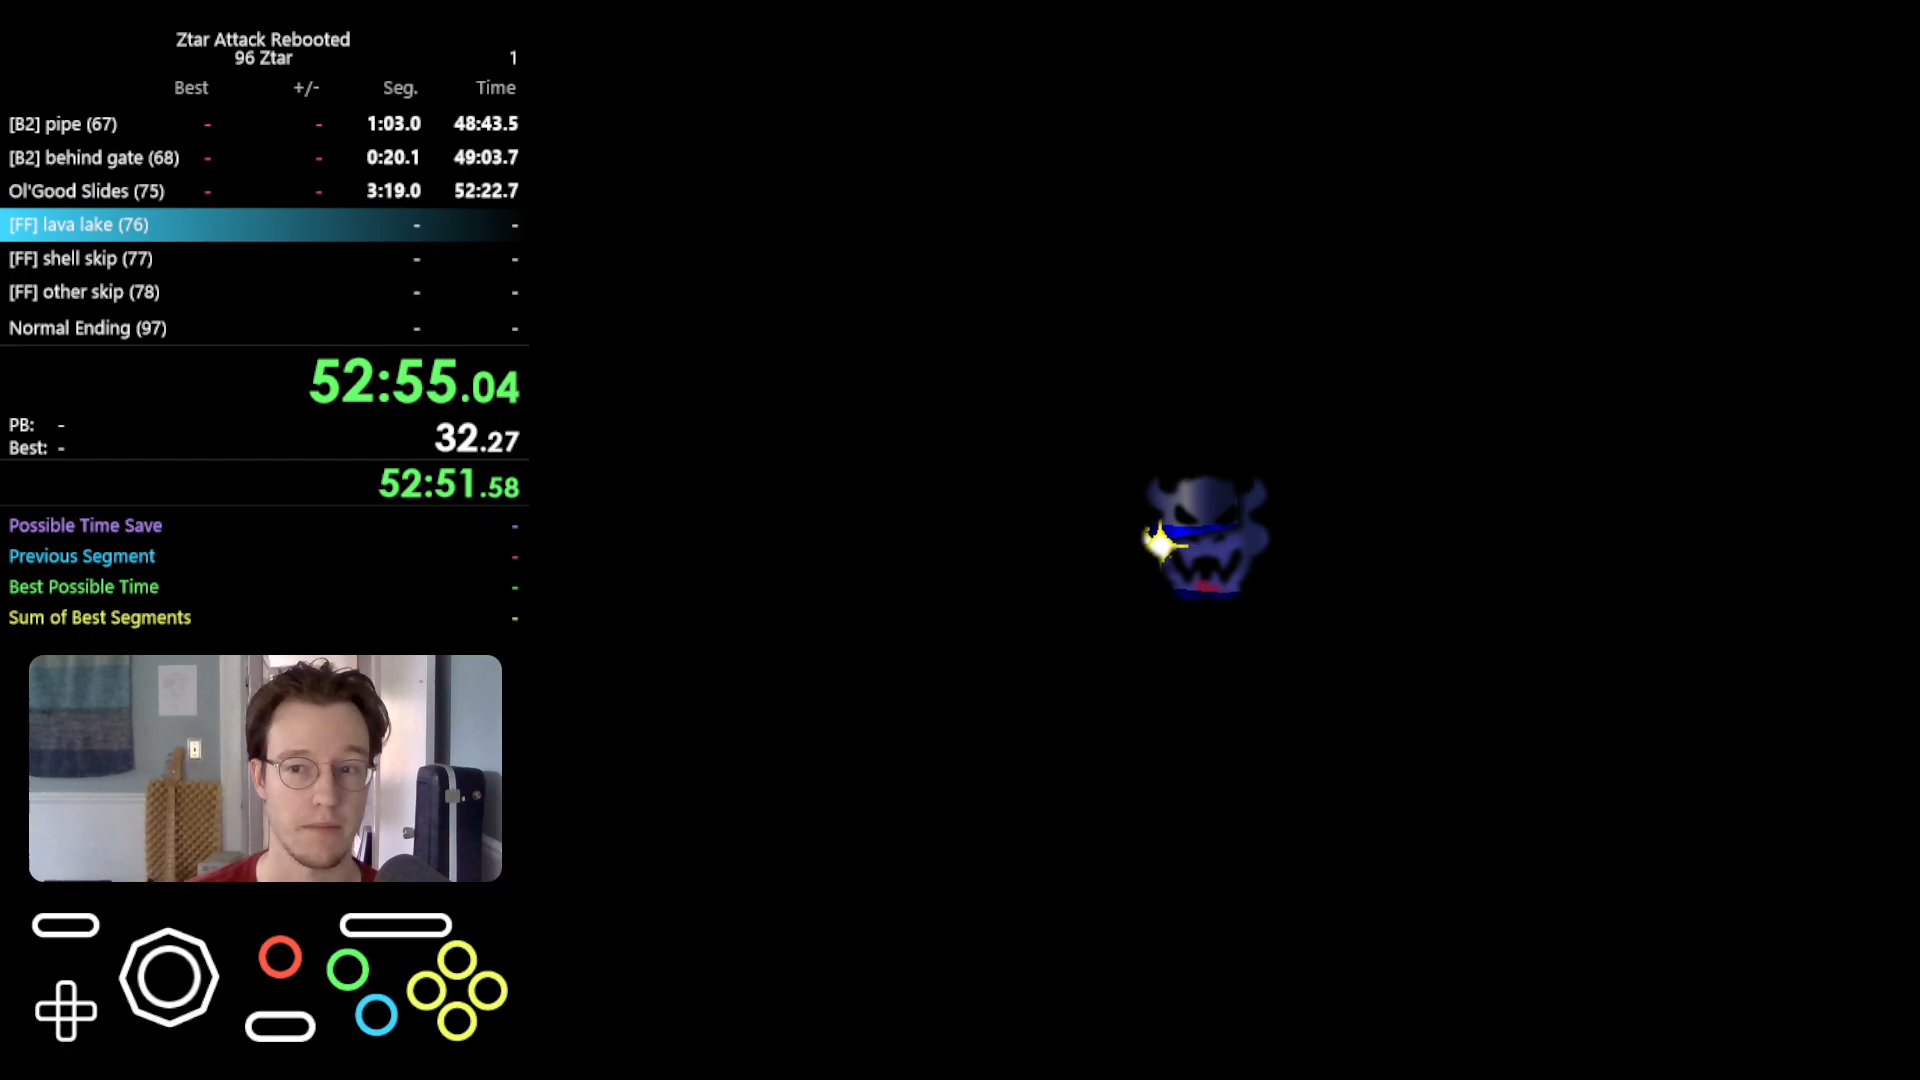 Ztar Attack Rebooted
96 Ztar 1
Best +/- Seg. Time
[B2] pipe (67) - - 1:03.0 48:43.5
[B2] behind gate (68) - - 0:20.1 49:03.7
Ol'Good Slides (75) - - 3:19.0 52:22.7
[FF] lava lake (76) - -
[FF] shell skip (77) - -
[FF] other skip (78) - -
Normal Ending (97) - -
52:55.04
PB: -
32.27
Best: -
52:51.58
Possible Time Save -
Previous Segment -
Best Possible Time -
Sum of Best Segments -